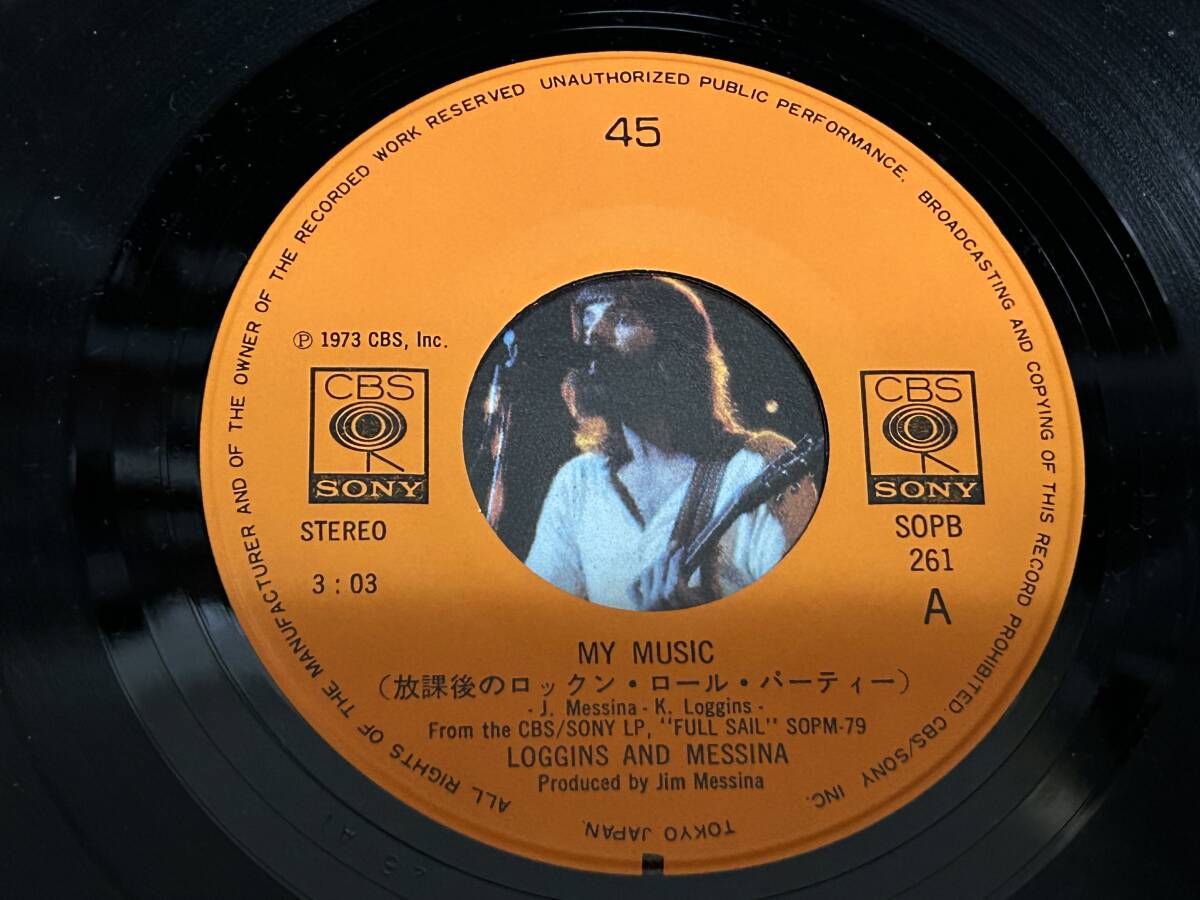 45
℗ 1973 CBS, Inc.
CBS
SONY
STEREO
3 : 03
CBS
SONY
SOPB
261
A
MY MUSIC
(放課後のロックン・ロール・パーティー)
- J. Messina - K. Loggins -
From the CBS/SONY LP, "FULL SAIL" SOPM-79
LOGGINS AND MESSINA
Produced by Jim Messina
ALL RIGHTS OF THE MANUFACTURER AND OF THE OWNER OF THE RECORDED WORK RESERVED UNAUTHORIZED PUBLIC PERFORMANCE. BROADCASTING AND COPYING OF THIS RECORD PROHIBITED. CBS/SONY INC.
TOKYO JAPAN.